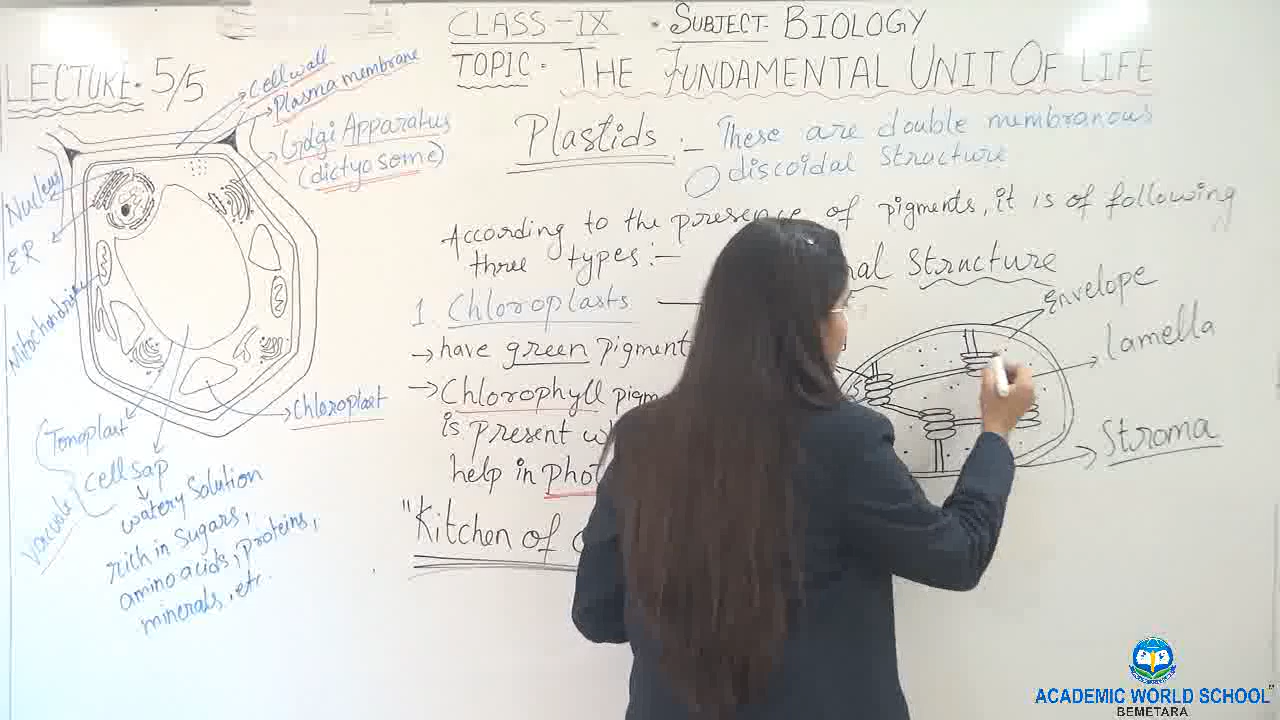 CLASS-IX • SUBJECT- BIOLOGY
TOPIC- THE FUNDAMENTAL UNIT OF LIFE
LECTURE- 5/5
Cell wall
Plasma membrane
Golgi Apparatus
(dictyosome)
Nucleus
ER
Mitochondria
Chloroplast
Tonoplast
Cell Sap
Vacuole
watery Solution
rich in Sugars,
amino acids, proteins,
minerals, etc.
Plastids :- These are double membranous
discoidal structure
According to the presence of pigments, it is of following
three types:-
1. Chloroplasts
→ have green pigment
→ Chlorophyll pigm
is present w
help in phot
"Kitchen of
nal Structure
Envelope
lamella
Stroma
ACADEMIC WORLD SCHOOL
BEMETARA